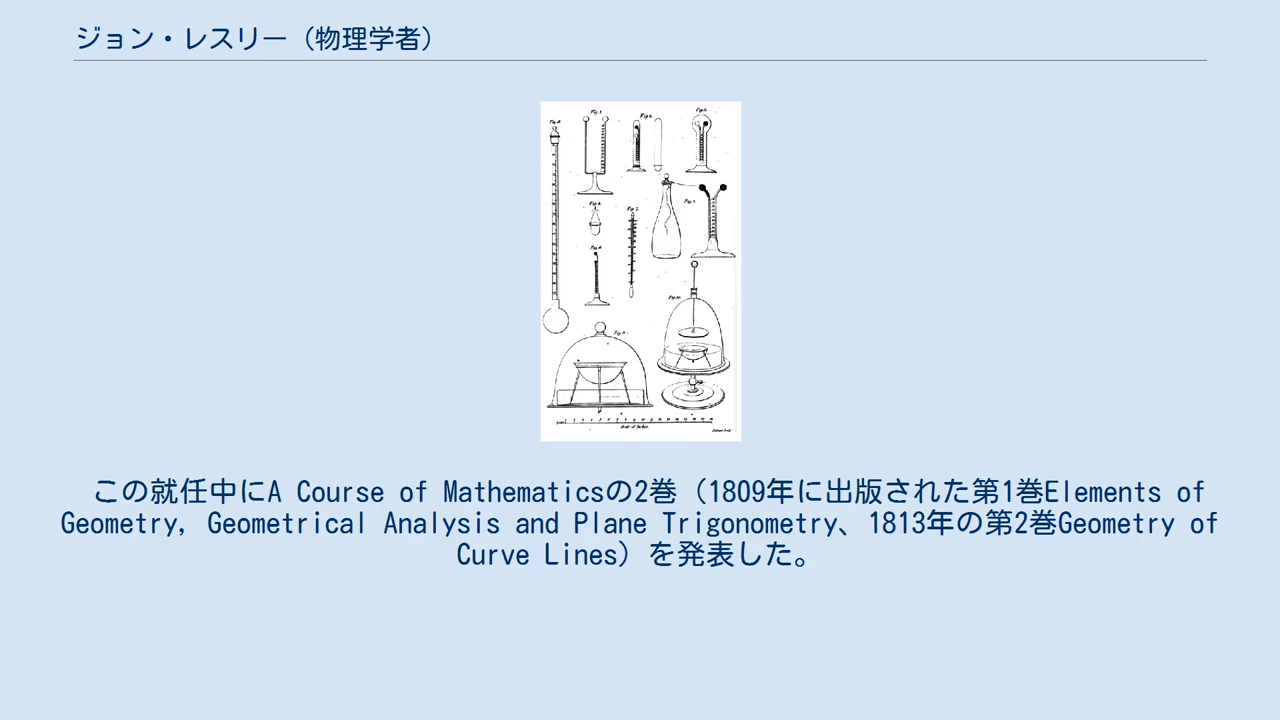 ジョン・レスリー（物理学者）
この就任中にA Course of Mathematicsの2巻（1809年に出版された第1巻Elements of
Geometry, Geometrical Analysis and Plane Trigonometry、1813年の第2巻Geometry of
Curve Lines）を発表した。